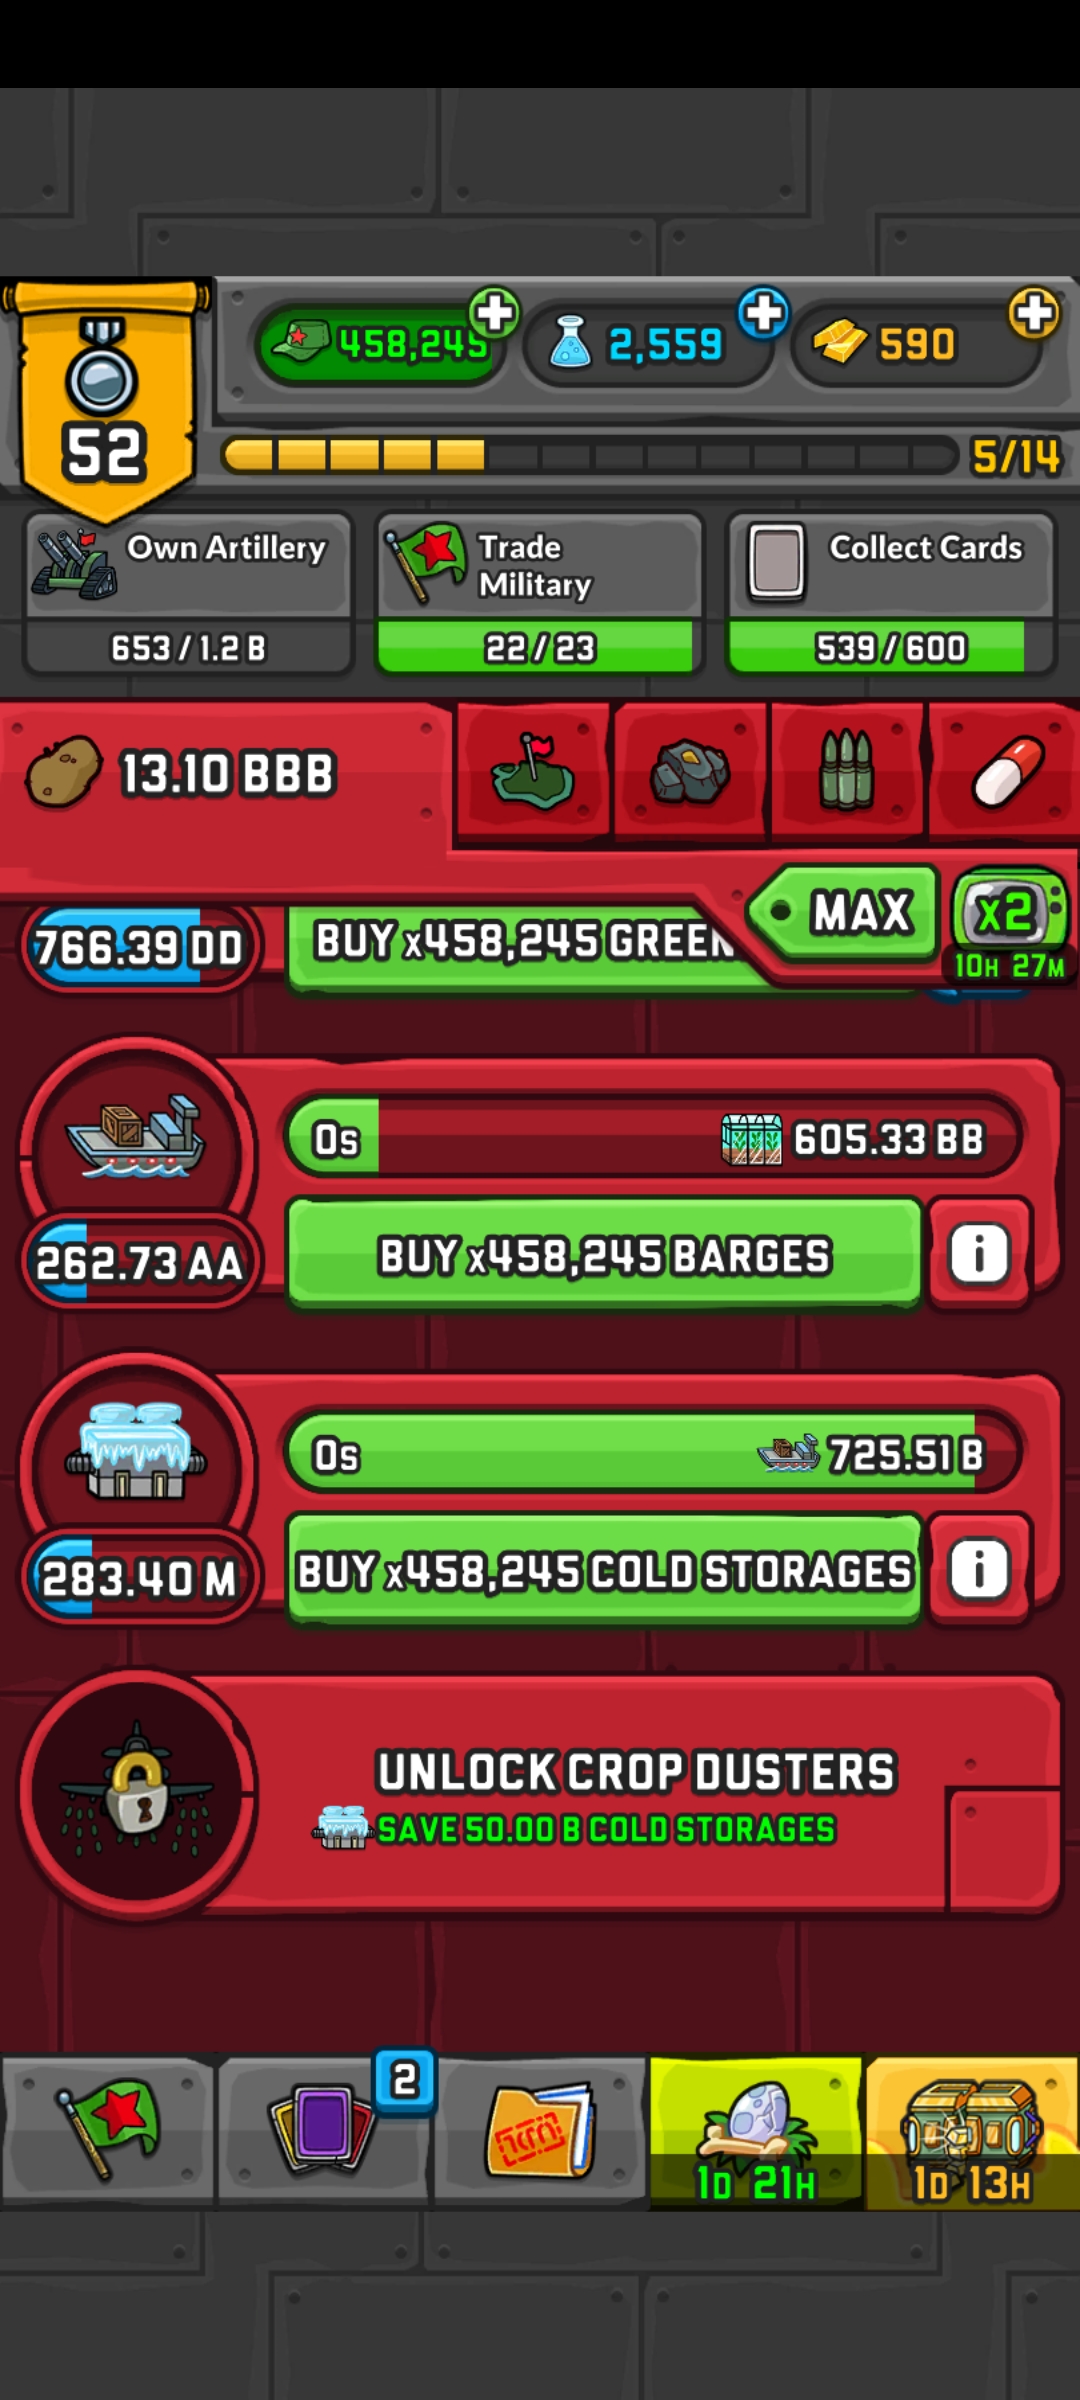 458,245
2,559
590
52
5/14
Own Artillery
653 / 1.2 B
Trade
Military
22 / 23
Collect Cards
539 / 600
13.10 BBB
MAX
x2
10H 27M
766.39 DD
BUY x458,245 GREEN
0s
605.33 BB
262.73 AA
BUY x458,245 BARGES
i
0s
725.51 B
283.40 M
BUY x458,245 COLD STORAGES
i
UNLOCK CROP DUSTERS
SAVE 50.00 B COLD STORAGES
2
1D 21H
1D 13H